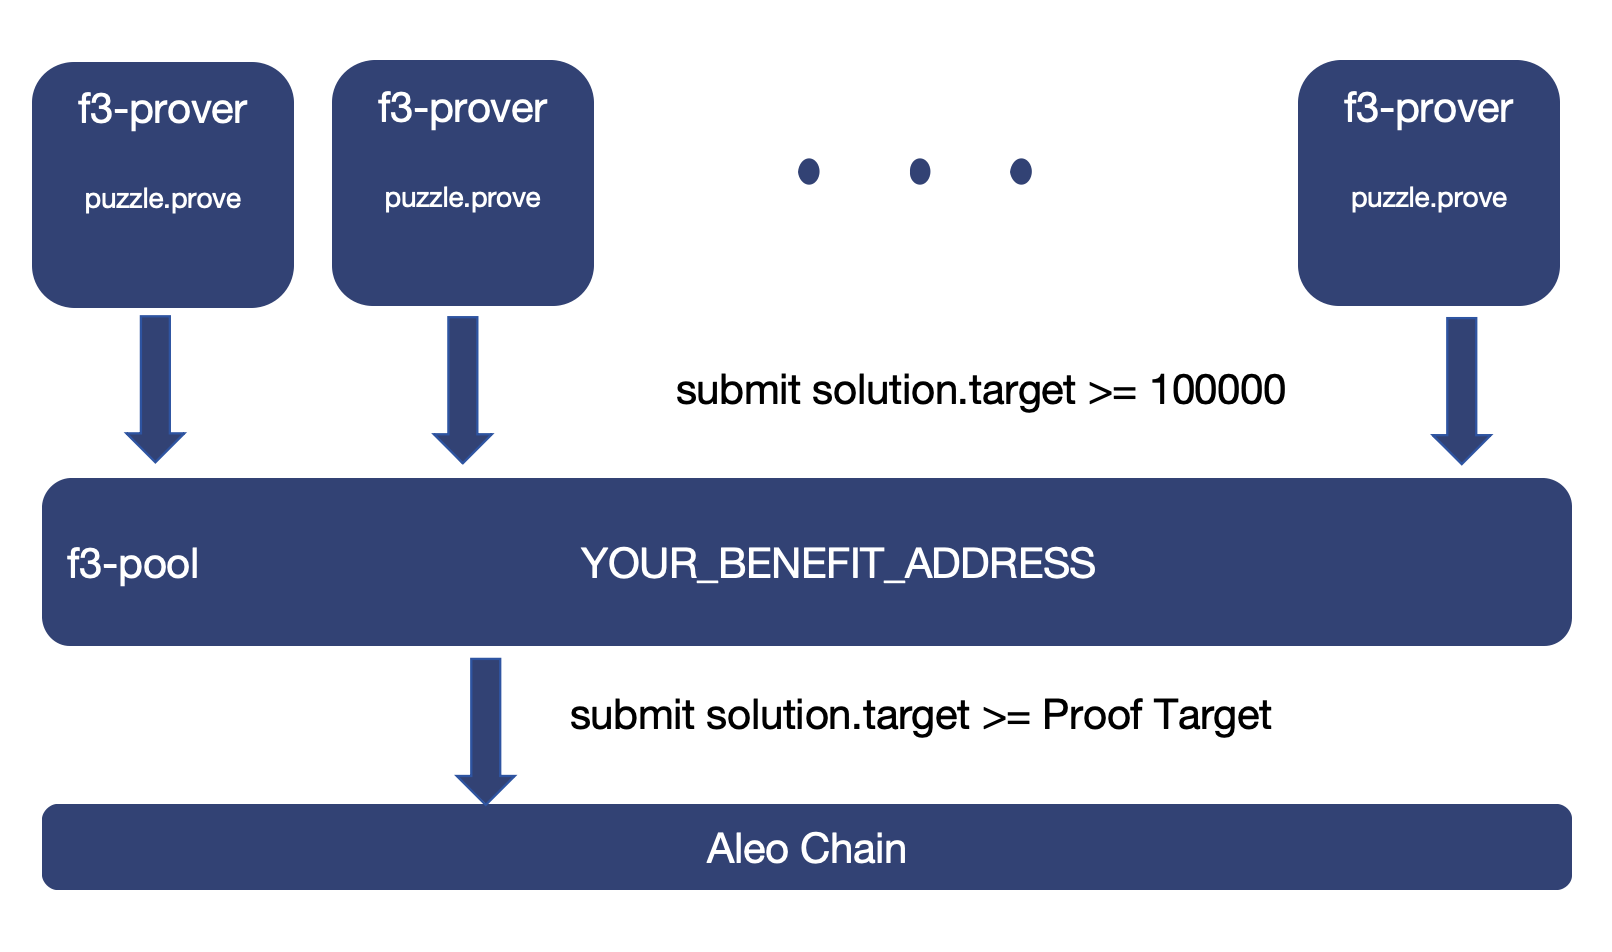 f3-prover
puzzle.prove
f3-prover
puzzle.prove
f3-prover
puzzle.prove
submit solution.target >= 100000
f3-pool
YOUR_BENEFIT_ADDRESS
submit solution.target >= Proof Target
Aleo Chain